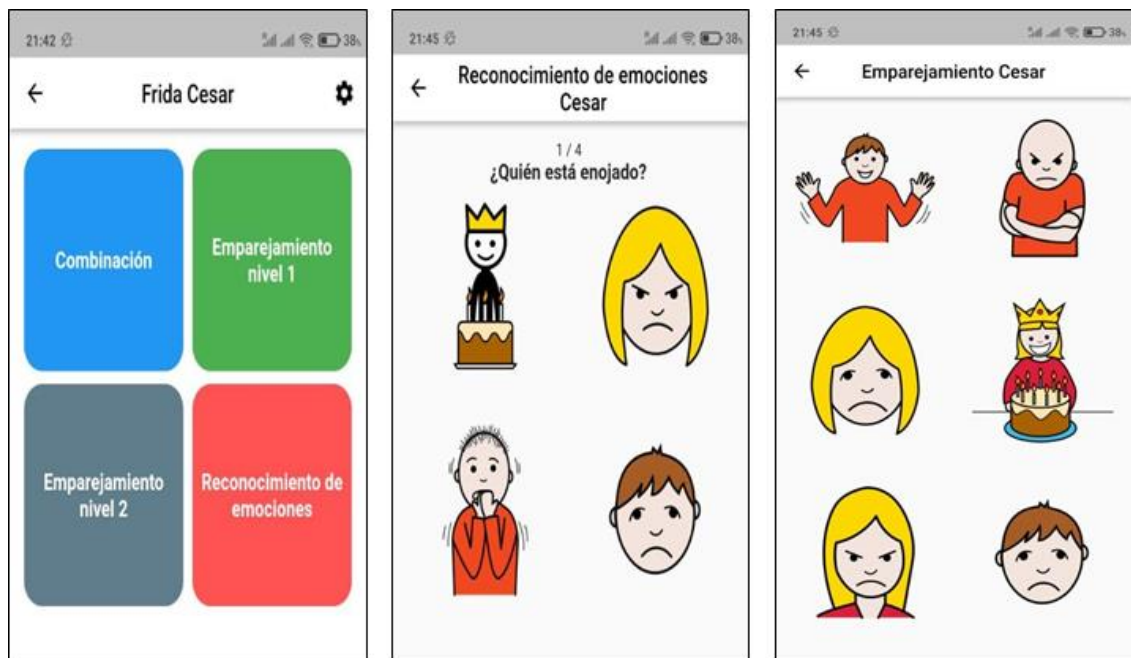 21:42
38%
Frida Cesar
Combinación
Emparejamiento
nivel 1
Emparejamiento
nivel 2
Reconocimiento de
emociones
21:45
38%
Reconocimiento de emociones
Cesar
1 / 4
¿Quién está enojado?
21:45
38%
Emparejamiento Cesar